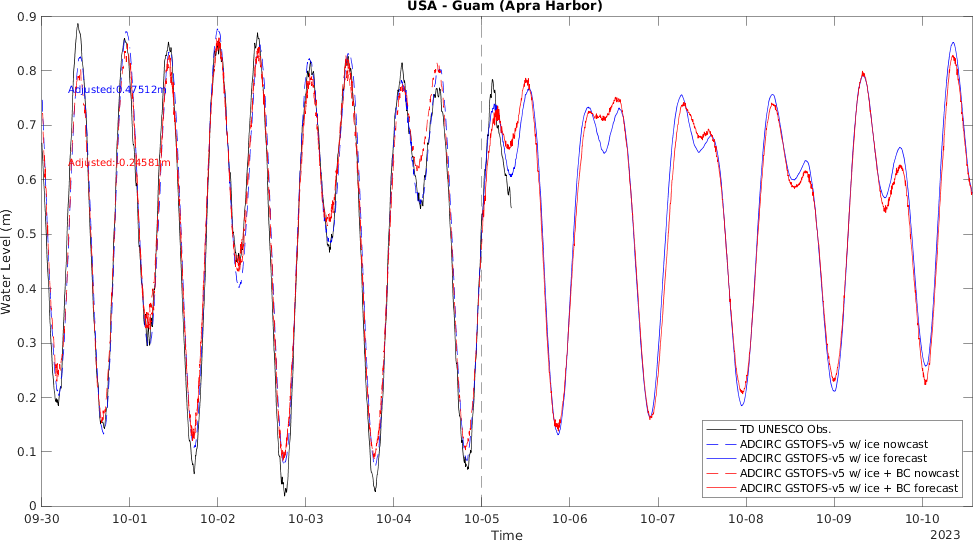 USA - Guam (Apra Harbor)
0.9
0.8
Adjusted:0.47512m
0.7
Adjusted:-0.24581m
0.6
0.5
Water Level (m)
0.4
0.3
0.2
0.1
0
TD UNESCO Obs.
ADCIRC GSTOFS-v5 w/ ice nowcast
ADCIRC GSTOFS-v5 w/ ice forecast
ADCIRC GSTOFS-v5 w/ ice + BC nowcast
ADCIRC GSTOFS-v5 w/ ice + BC forecast
09-30 10-01 10-02 10-03 10-04 10-05 10-06 10-07 10-08 10-09 10-10
Time
2023